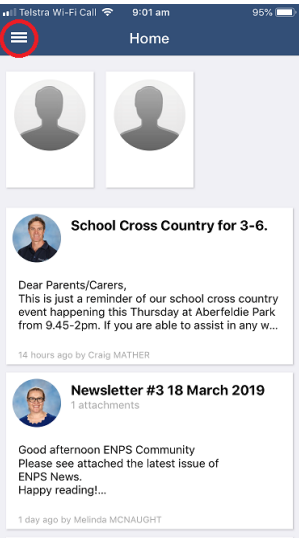 Telstra Wi-Fi Call 9:01 am 95%
Home
School Cross Country for 3-6.
Dear Parents/Carers,
This is just a reminder of our school cross country
event happening this Thursday at Aberfeldie Park
from 9.45-2pm. If you are able to assist in any w...
14 hours ago by Craig MATHER
Newsletter #3 18 March 2019
1 attachments
Good afternoon ENPS Community
Please see attached the latest issue of
ENPS News.
Happy reading!...
1 day ago by Melinda MCNAUGHT